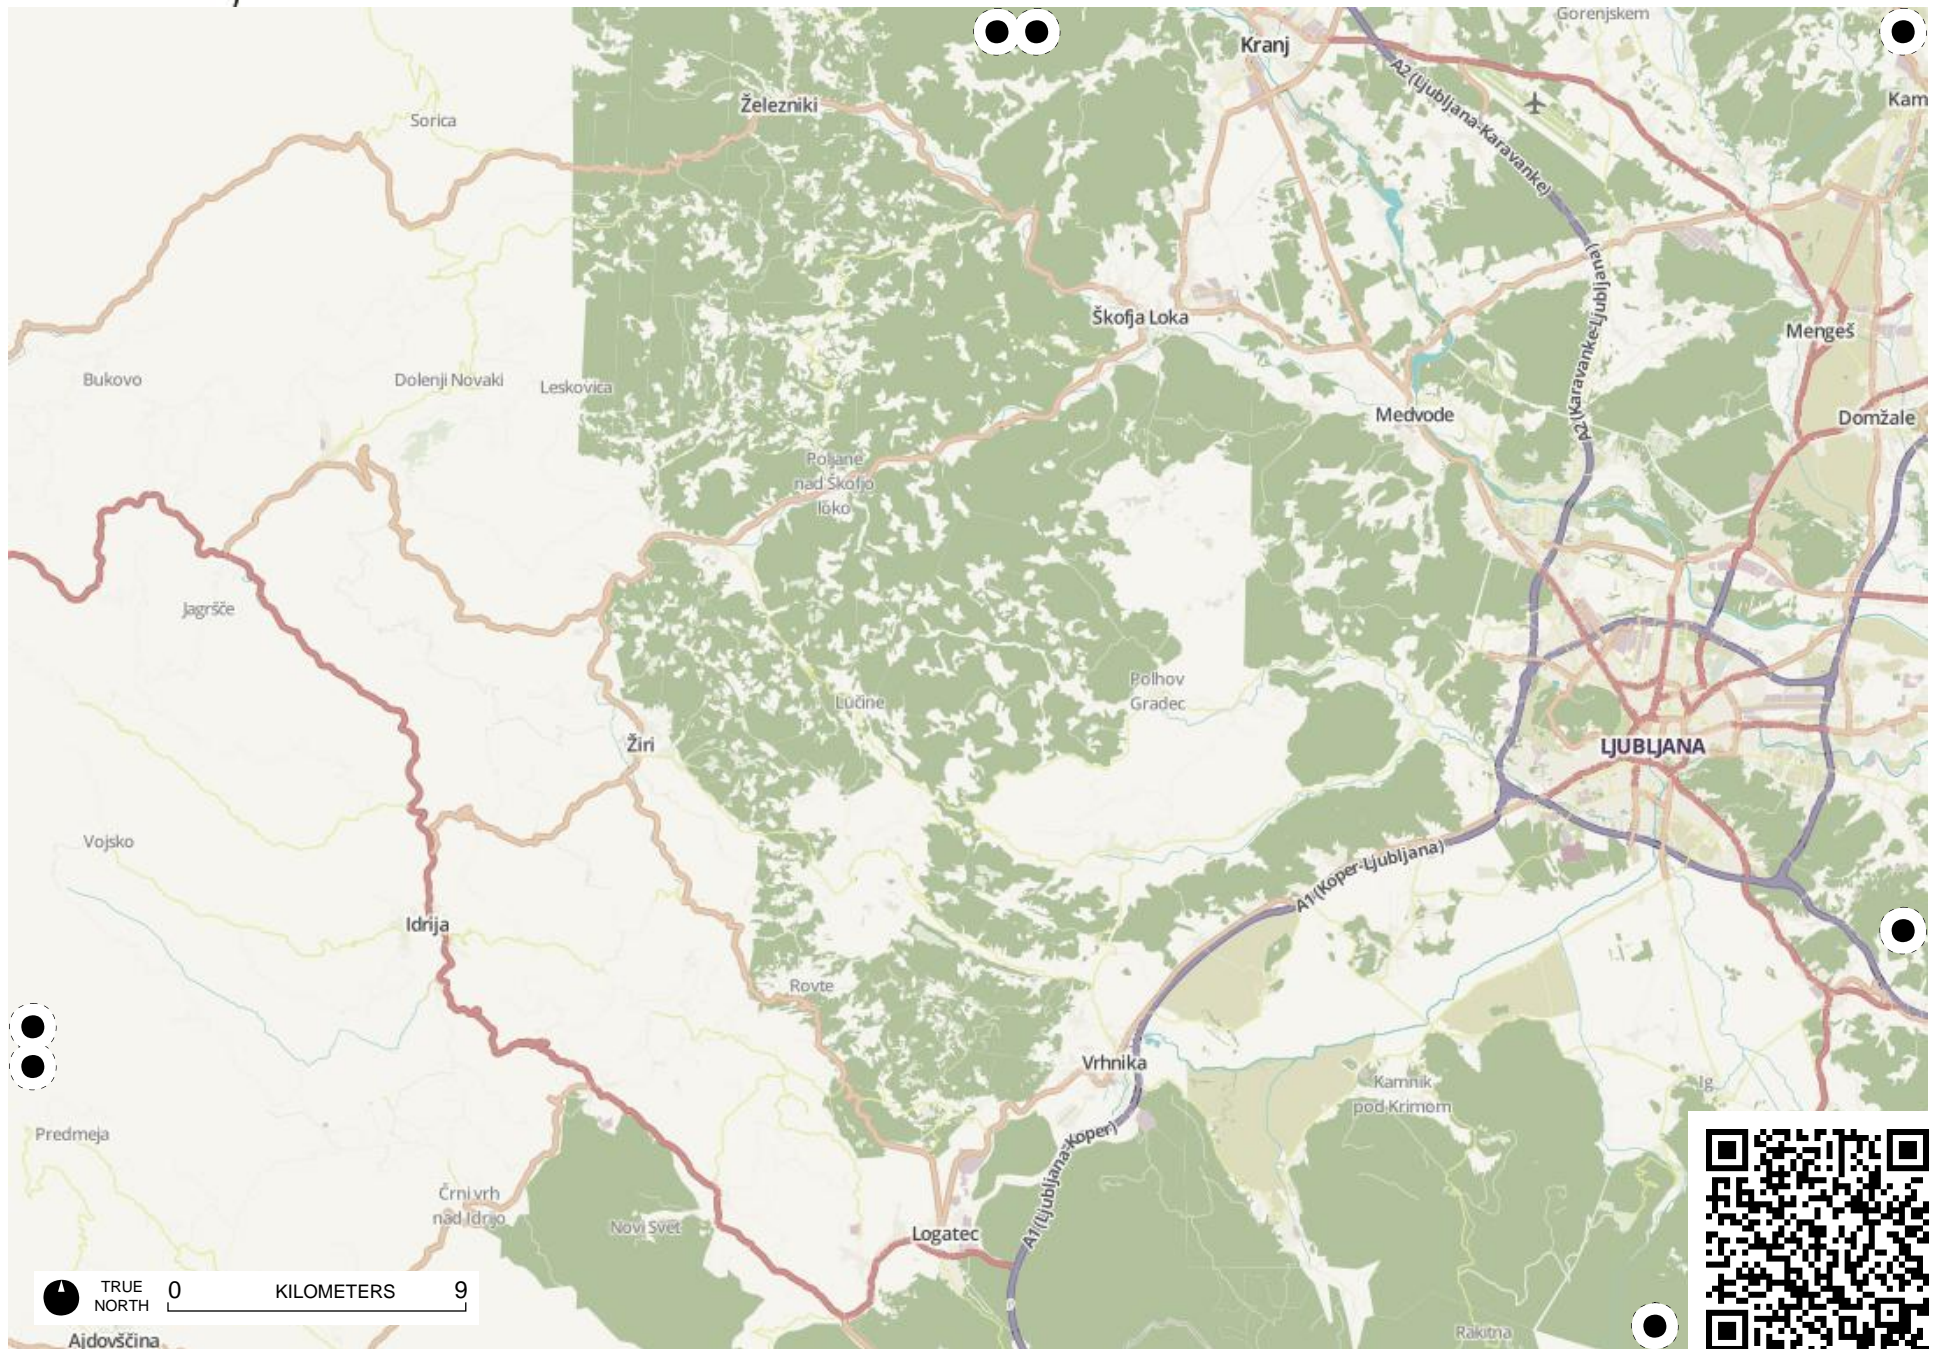 Gorenjskem
Kranj
A2 (Ljubljana-Karavanke)
Železniki
Kam
Sorica
A2 (Karavanke-Ljubljana)
Škofja Loka
Mengeš
Bukovo
Dolenji Novaki
Leskovica
Medvode
Domžale
Poljane
nad Škofjo
loko
Jagršče
Polhov
Gradec
Lučine
Žiri
LJUBLJANA
Vojsko
A1 (Koper-Ljubljana)
Idrija
Rovte
Vrhnika
Kamnik
pod Krimom
Ig
Predmeja
A1 (Ljubljana-Koper)
Črni vrh
nad Idrijo
Novi Svet
Logatec
TRUE
NORTH
0 KILOMETERS 9
Rakitna
Ajdovščina